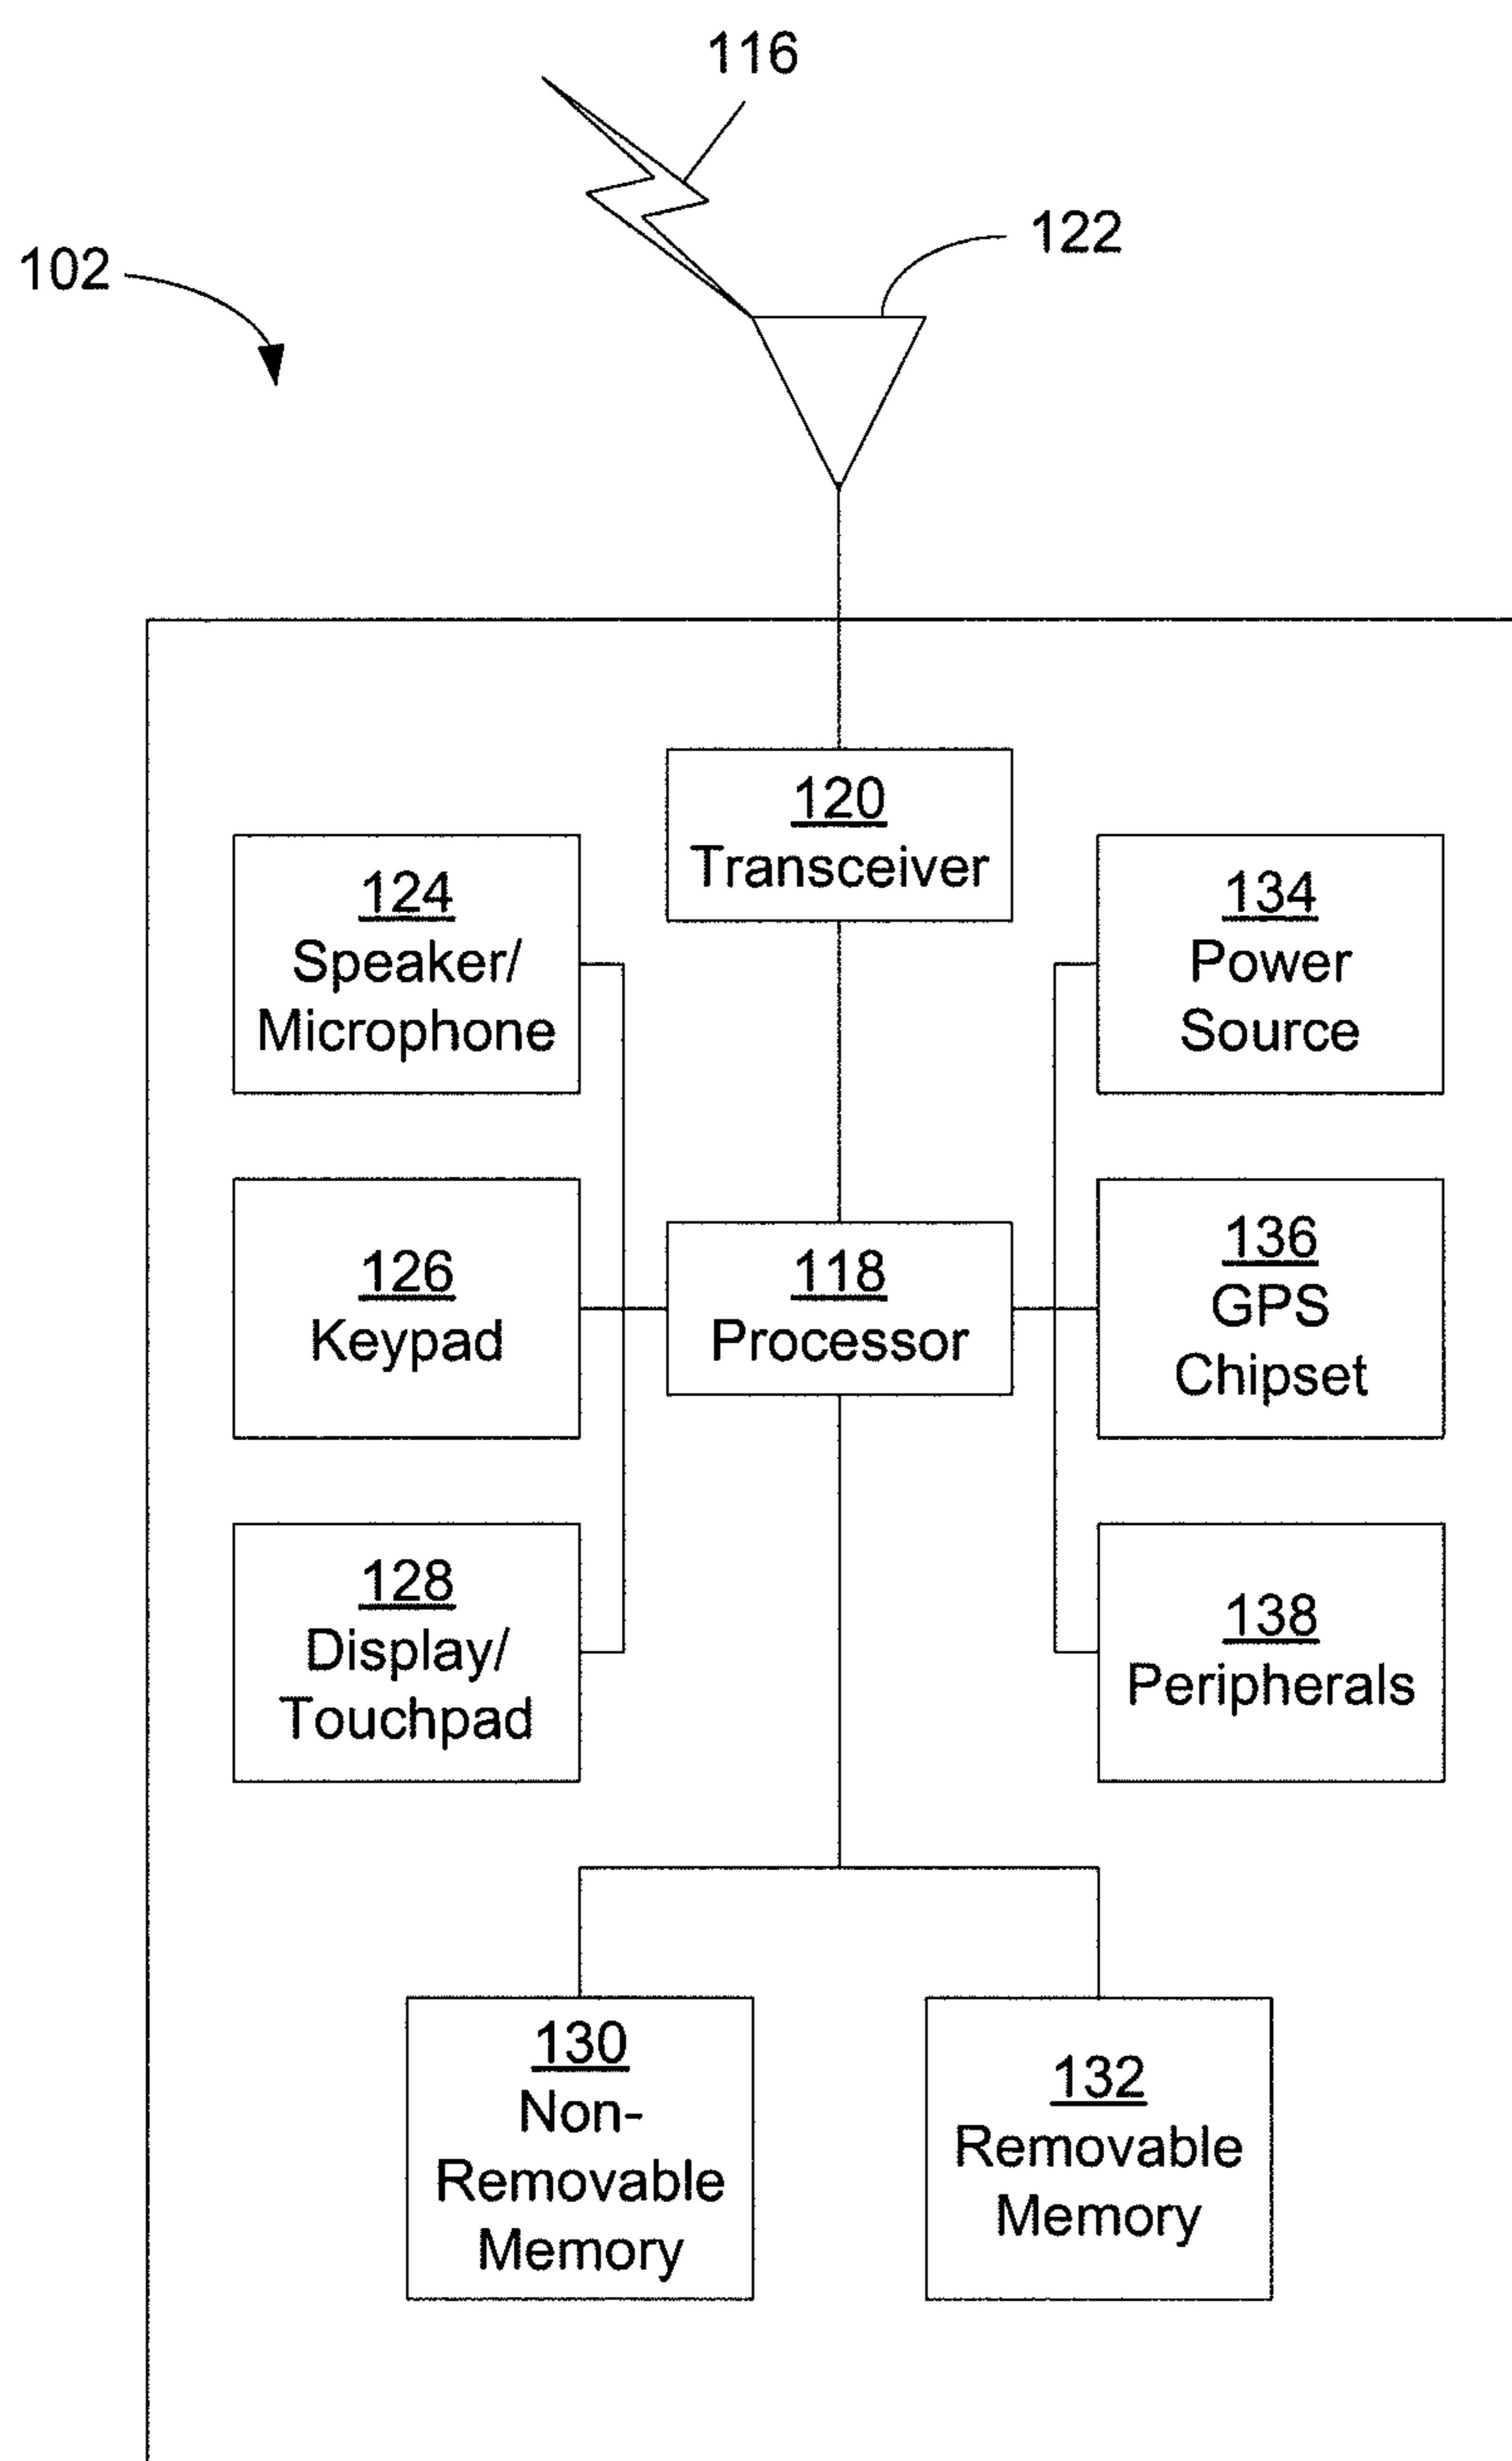 116
122
102
120
Transceiver
124
Speaker/
Microphone
134
Power
Source
126
Keypad
118
Processor
136
GPS
Chipset
128
Display/
Touchpad
138
Peripherals
130
Non-
Removable
Memory
132
Removable
Memory